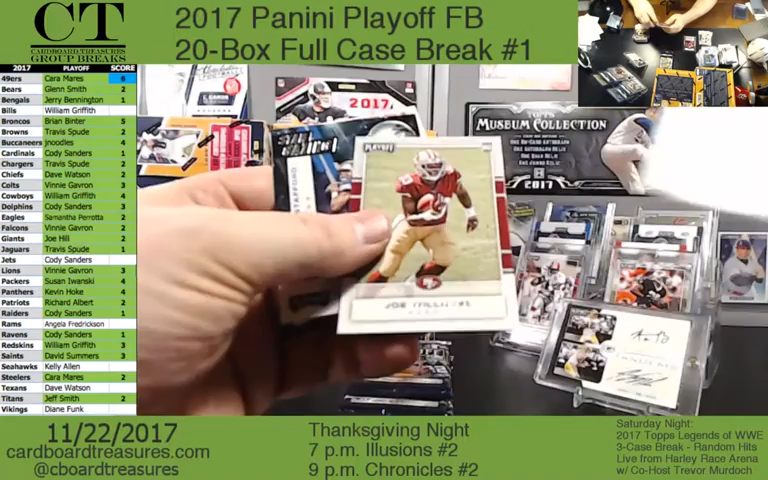 CT
CARDBOARD TREASURES
GROUP BREAKS
2017 Panini Playoff FB
20-Box Full Case Break #1
2017 PLAYOFF SCORE
49ers Cara Mares 6
Bears Glenn Smith 2
Bengals Jerry Bennington 1
Bills William Griffith
Broncos Brian Binter 5
Browns Travis Spude 2
Buccaneers jnoodles 4
Cardinals Cody Sanders 1
Chargers Travis Spude 2
Chiefs Dave Watson 2
Colts Vinnie Gavron 3
Cowboys William Griffith 4
Dolphins Cody Sanders 3
Eagles Samantha Perrotta 2
Falcons Vinnie Gavron 2
Giants Joe Hill 2
Jaguars Travis Spude 1
Jets Cody Sanders
Lions Vinnie Gavron 3
Packers Susan Iwanski 4
Panthers Kevin Hoke 4
Patriots Richard Albert 2
Raiders Cody Sanders 1
Rams Angela Fredrickson
Ravens Cody Sanders 1
Redskins William Griffith 3
Saints David Summers 3
Seahawks Kelly Allen
Steelers Cara Mares 2
Texans Dave Watson
Titans Jeff Smith 2
Vikings Diane Funk
2017
TOPPS
MUSEUM COLLECTION
2017
PLAYOFF
STAFFORD
JOE
11/22/2017
cardboardtreasures.com
@cboardtreasures
Thanksgiving Night
7 p.m. Illusions #2
9 p.m. Chronicles #2
Saturday Night:
2017 Topps Legends of WWE
3-Case Break - Random Hits
Live from Harley Race Arena
w/ Co-Host Trevor Murdoch